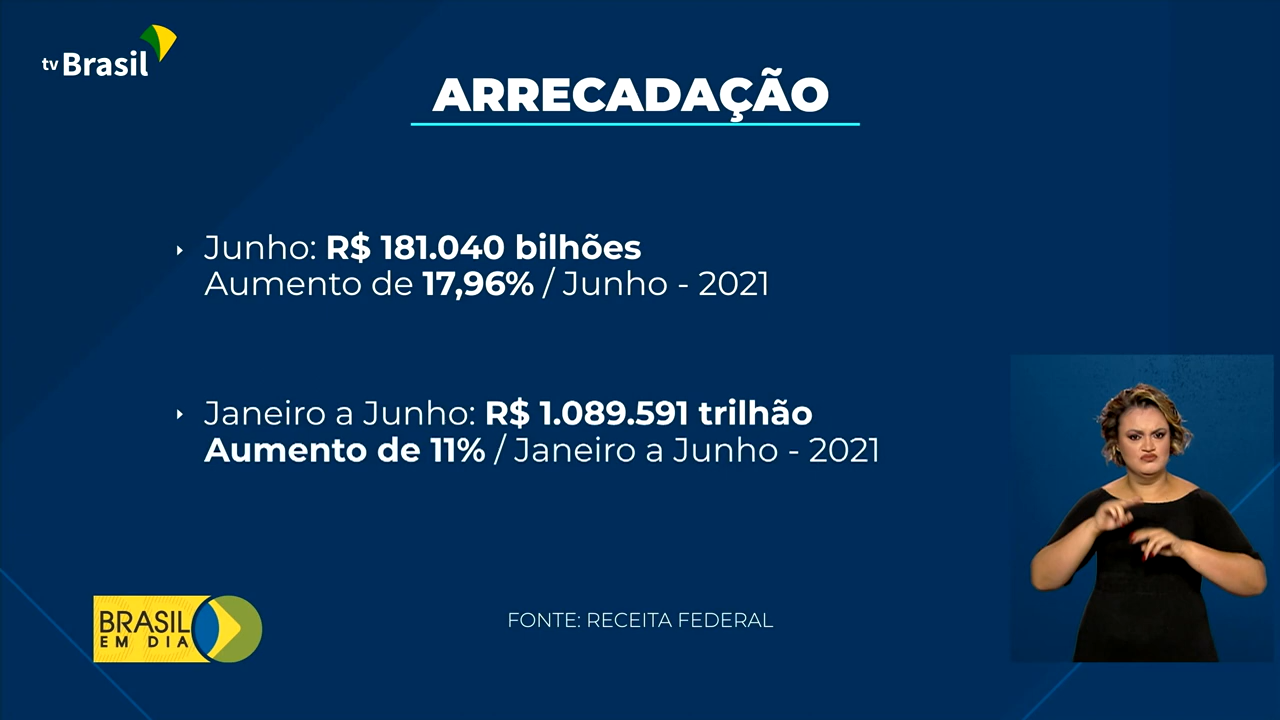 tv Brasil
ARRECADAÇÃO
Junho: R$ 181.040 bilhões
Aumento de 17,96% / Junho - 2021
Janeiro a Junho: R$ 1.089.591 trilhão
Aumento de 11% / Janeiro a Junho - 2021
BRASIL
EM DIA
FONTE: RECEITA FEDERAL